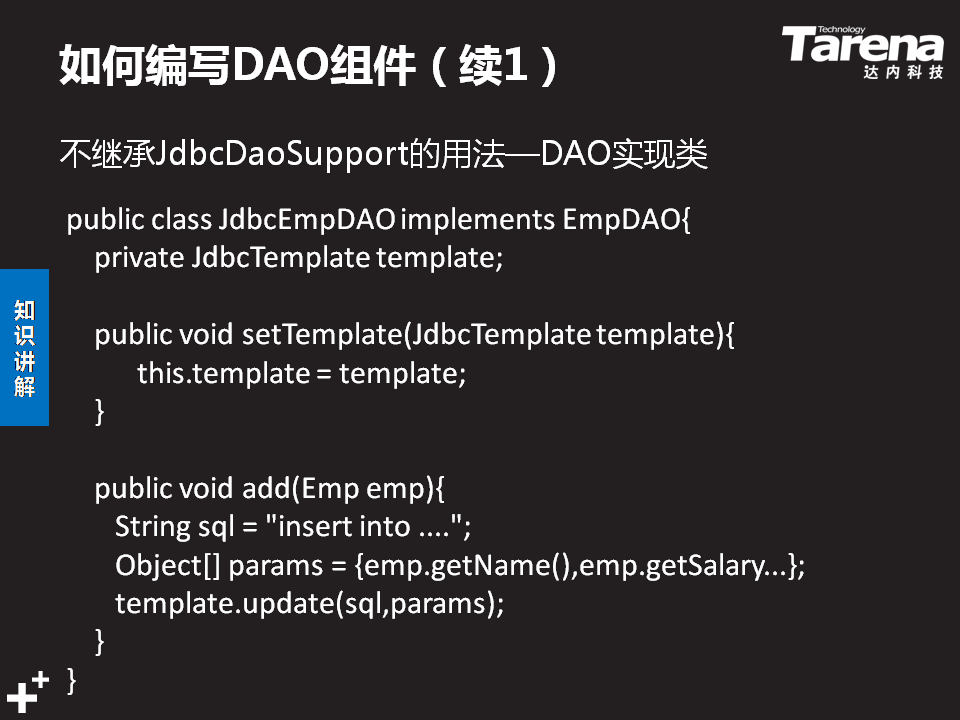 如何编写DAO组件（续1）
Technology
Tarena
达内科技
不继承JdbcDaoSupport的用法—DAO实现类
public class JdbcEmpDAO implements EmpDAO{
private JdbcTemplate template;
public void setTemplate(JdbcTemplate template){
this.template = template;
}
知识讲解
public void add(Emp emp){
String sql = "insert into ....";
Object[] params = {emp.getName(),emp.getSalary...};
template.update(sql,params);
}
}